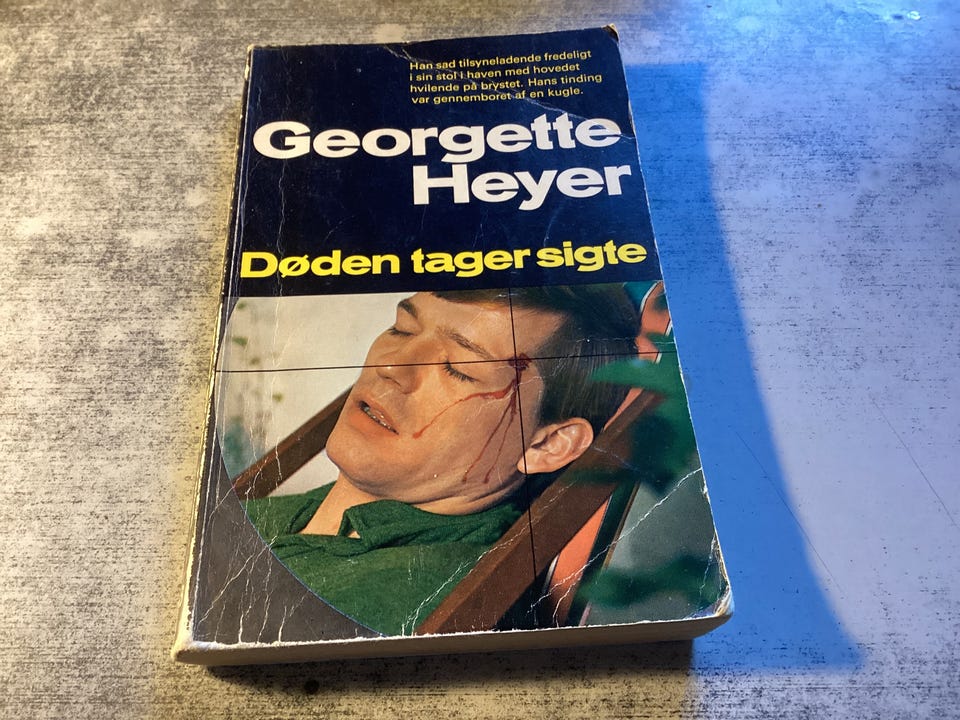 Han sad tilsyneladende fredeligt
i sin stol i haven med hovedet
hvilende på brystet. Hans tinding
var gennemboret af en kugle.
Georgette
Heyer
Døden tager sigte